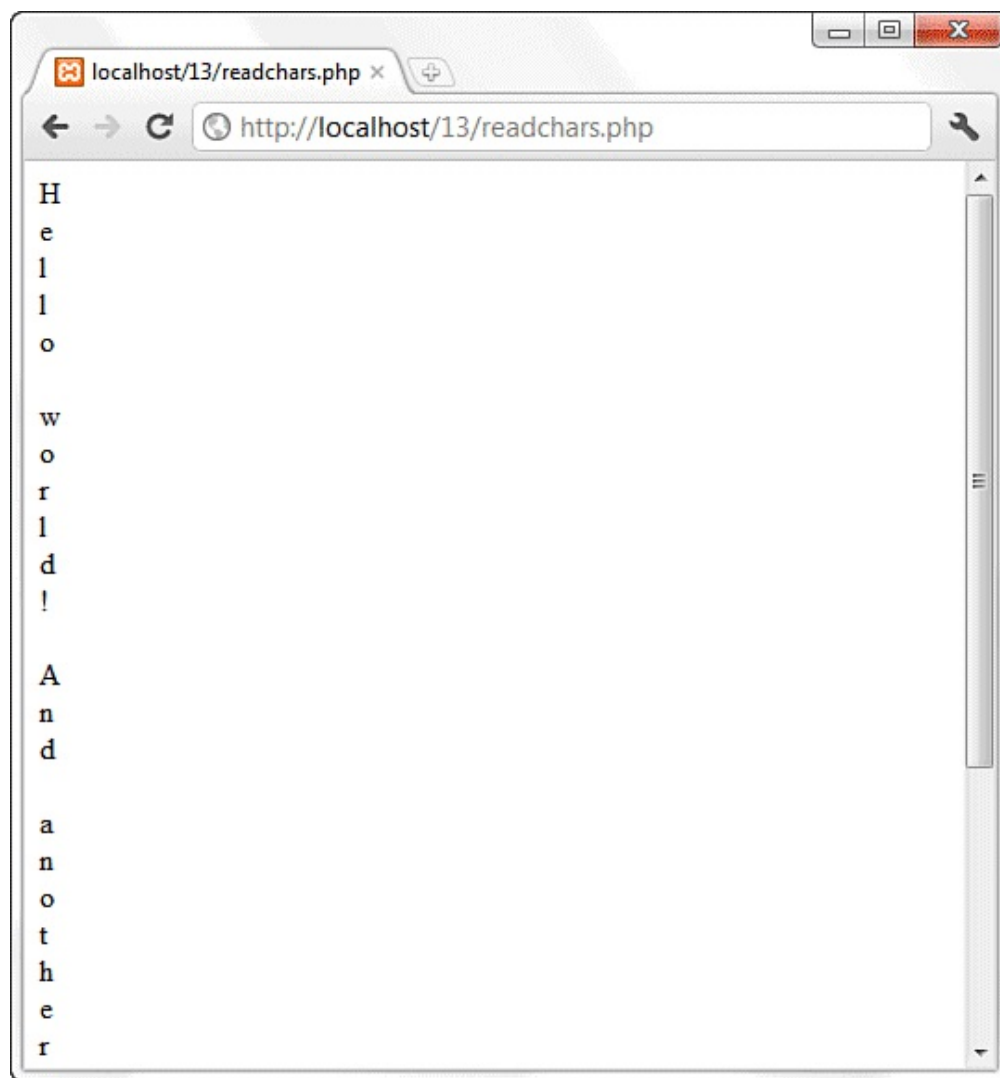 localhost/13/readchars.php
http://localhost/13/readchars.php
H
e
l
l
o
w
o
r
l
d
!
A
n
d
a
n
o
t
h
e
r